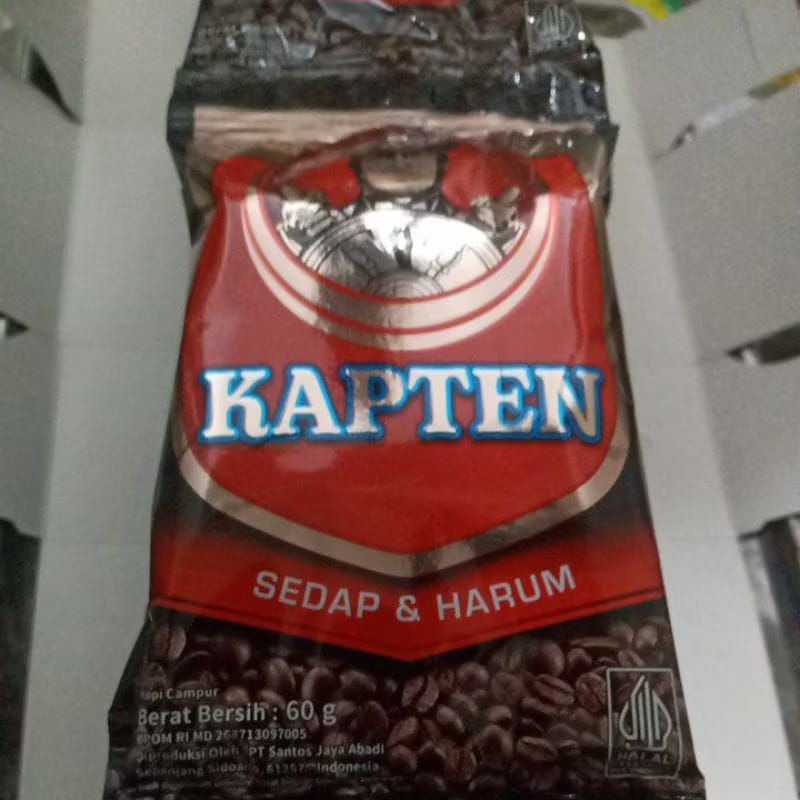 KAPTEN
SEDAP & HARUM
Kopi Campur
Berat Bersih : 60 g
BPOM RI MD 268713097005
Diproduksi Oleh : PT Santos Jaya Abadi
Sepanjang Sidoarjo, 61257 - Indonesia
HALAL